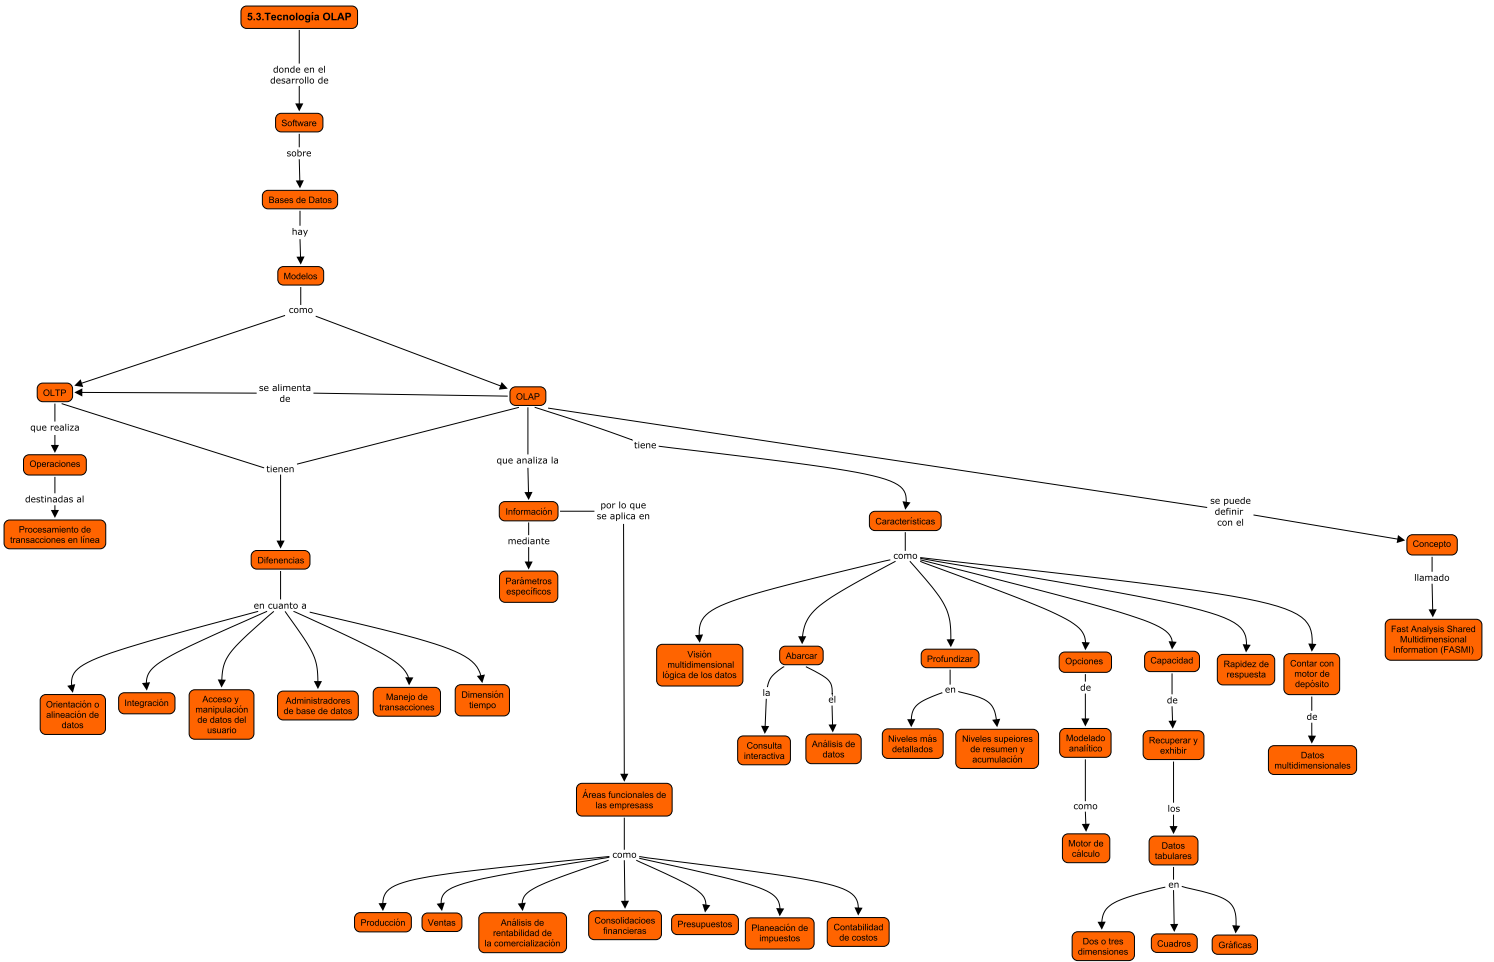 5.3.Tecnología OLAP
donde en el
desarrollo de
Software
sobre
Bases de Datos
hay
Modelos
como
OLTP
se alimenta
de
OLAP
que realiza
Operaciones
destinadas al
Procesamiento de
transacciones en línea
tienen
Difenencias
en cuanto a
Orientación o
alineación de
datos
Integración
Acceso y
manipulación
de datos del
usuario
Administradores
de base de datos
Manejo de
transacciones
Dimensión
tiempo
que analiza la
Información
mediante
Parámetros
específicos
por lo que
se aplica en
Áreas funcionales de
las empresass
como
Producción
Ventas
Análisis de
rentabilidad de
la comercialización
Consolidacioes
financieras
Presupuestos
Planeación de
impuestos
Contabilidad
de costos
tiene
Características
como
Visión
multidimensional
lógica de los datos
Abarcar
la
Consulta
interactiva
el
Análisis de
datos
Profundizar
en
Niveles más
detallados
Niveles supeiores
de resumen y
acumulación
Opciones
de
Modelado
analítico
como
Motor de
cálculo
Capacidad
de
Recuperar y
exhibir
los
Datos
tabulares
en
Dos o tres
dimensiones
Cuadros
Gráficas
Rapidez de
respuesta
Contar con
motor de
depósito
de
Datos
multidimensionales
se puede
definir
con el
Concepto
llamado
Fast Analysis Shared
Multidimensional
Information (FASMI)